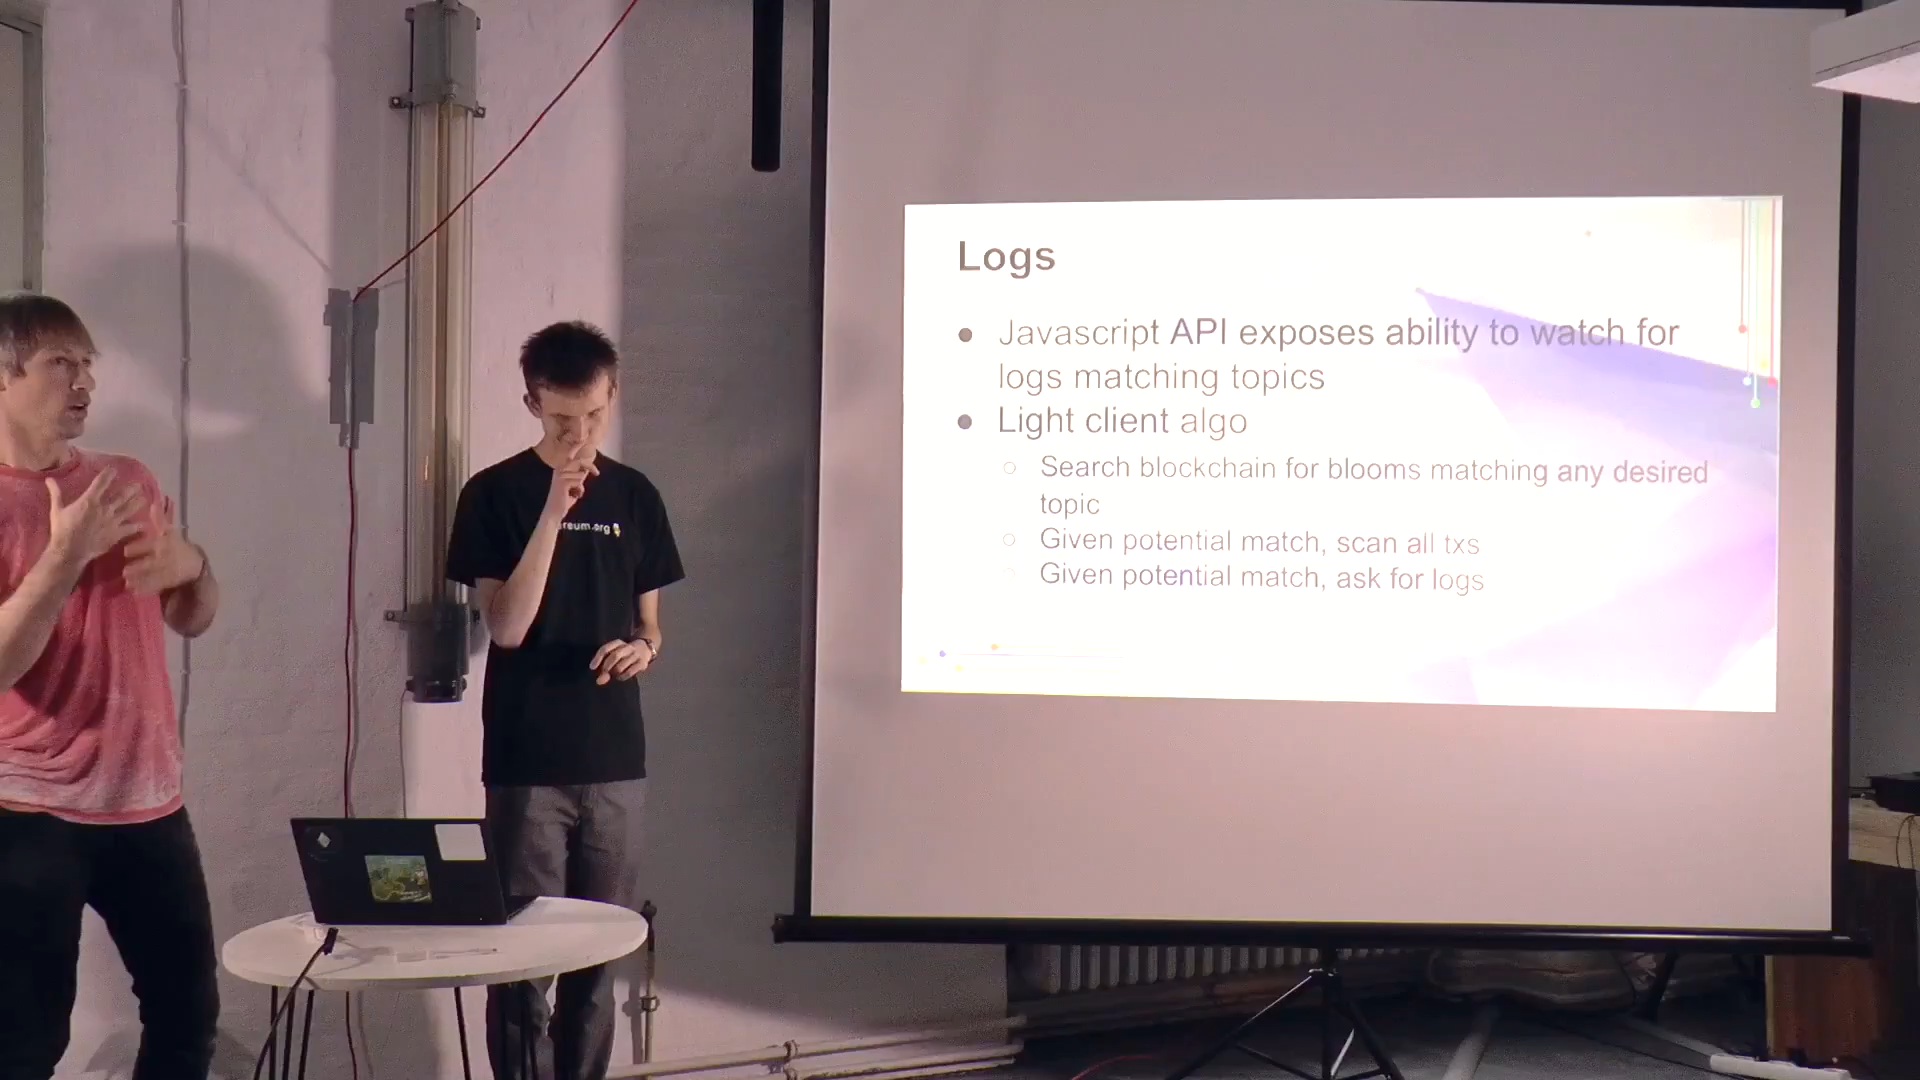 Logs
Javascript API exposes ability to watch for
logs matching topics
Light client algo
Search blockchain for blooms matching any desired
topic
Given potential match, scan all txs
Given potential match, ask for logs
reum.org